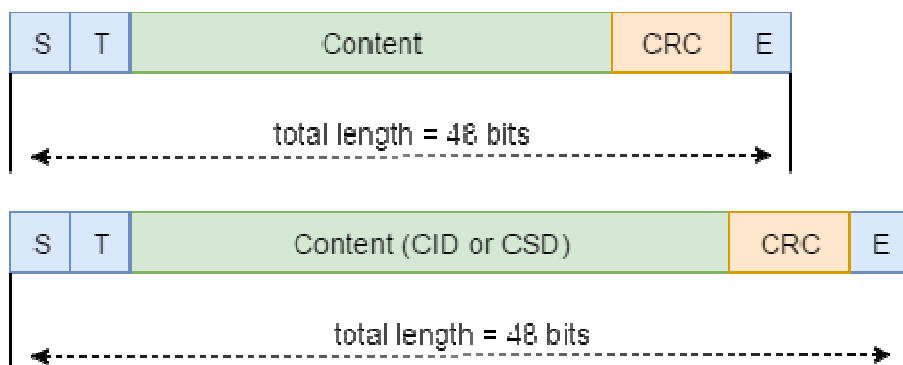 S T Content CRC E
total length = 48 bits
S T Content (CID or CSD) CRC E
total length = 48 bits